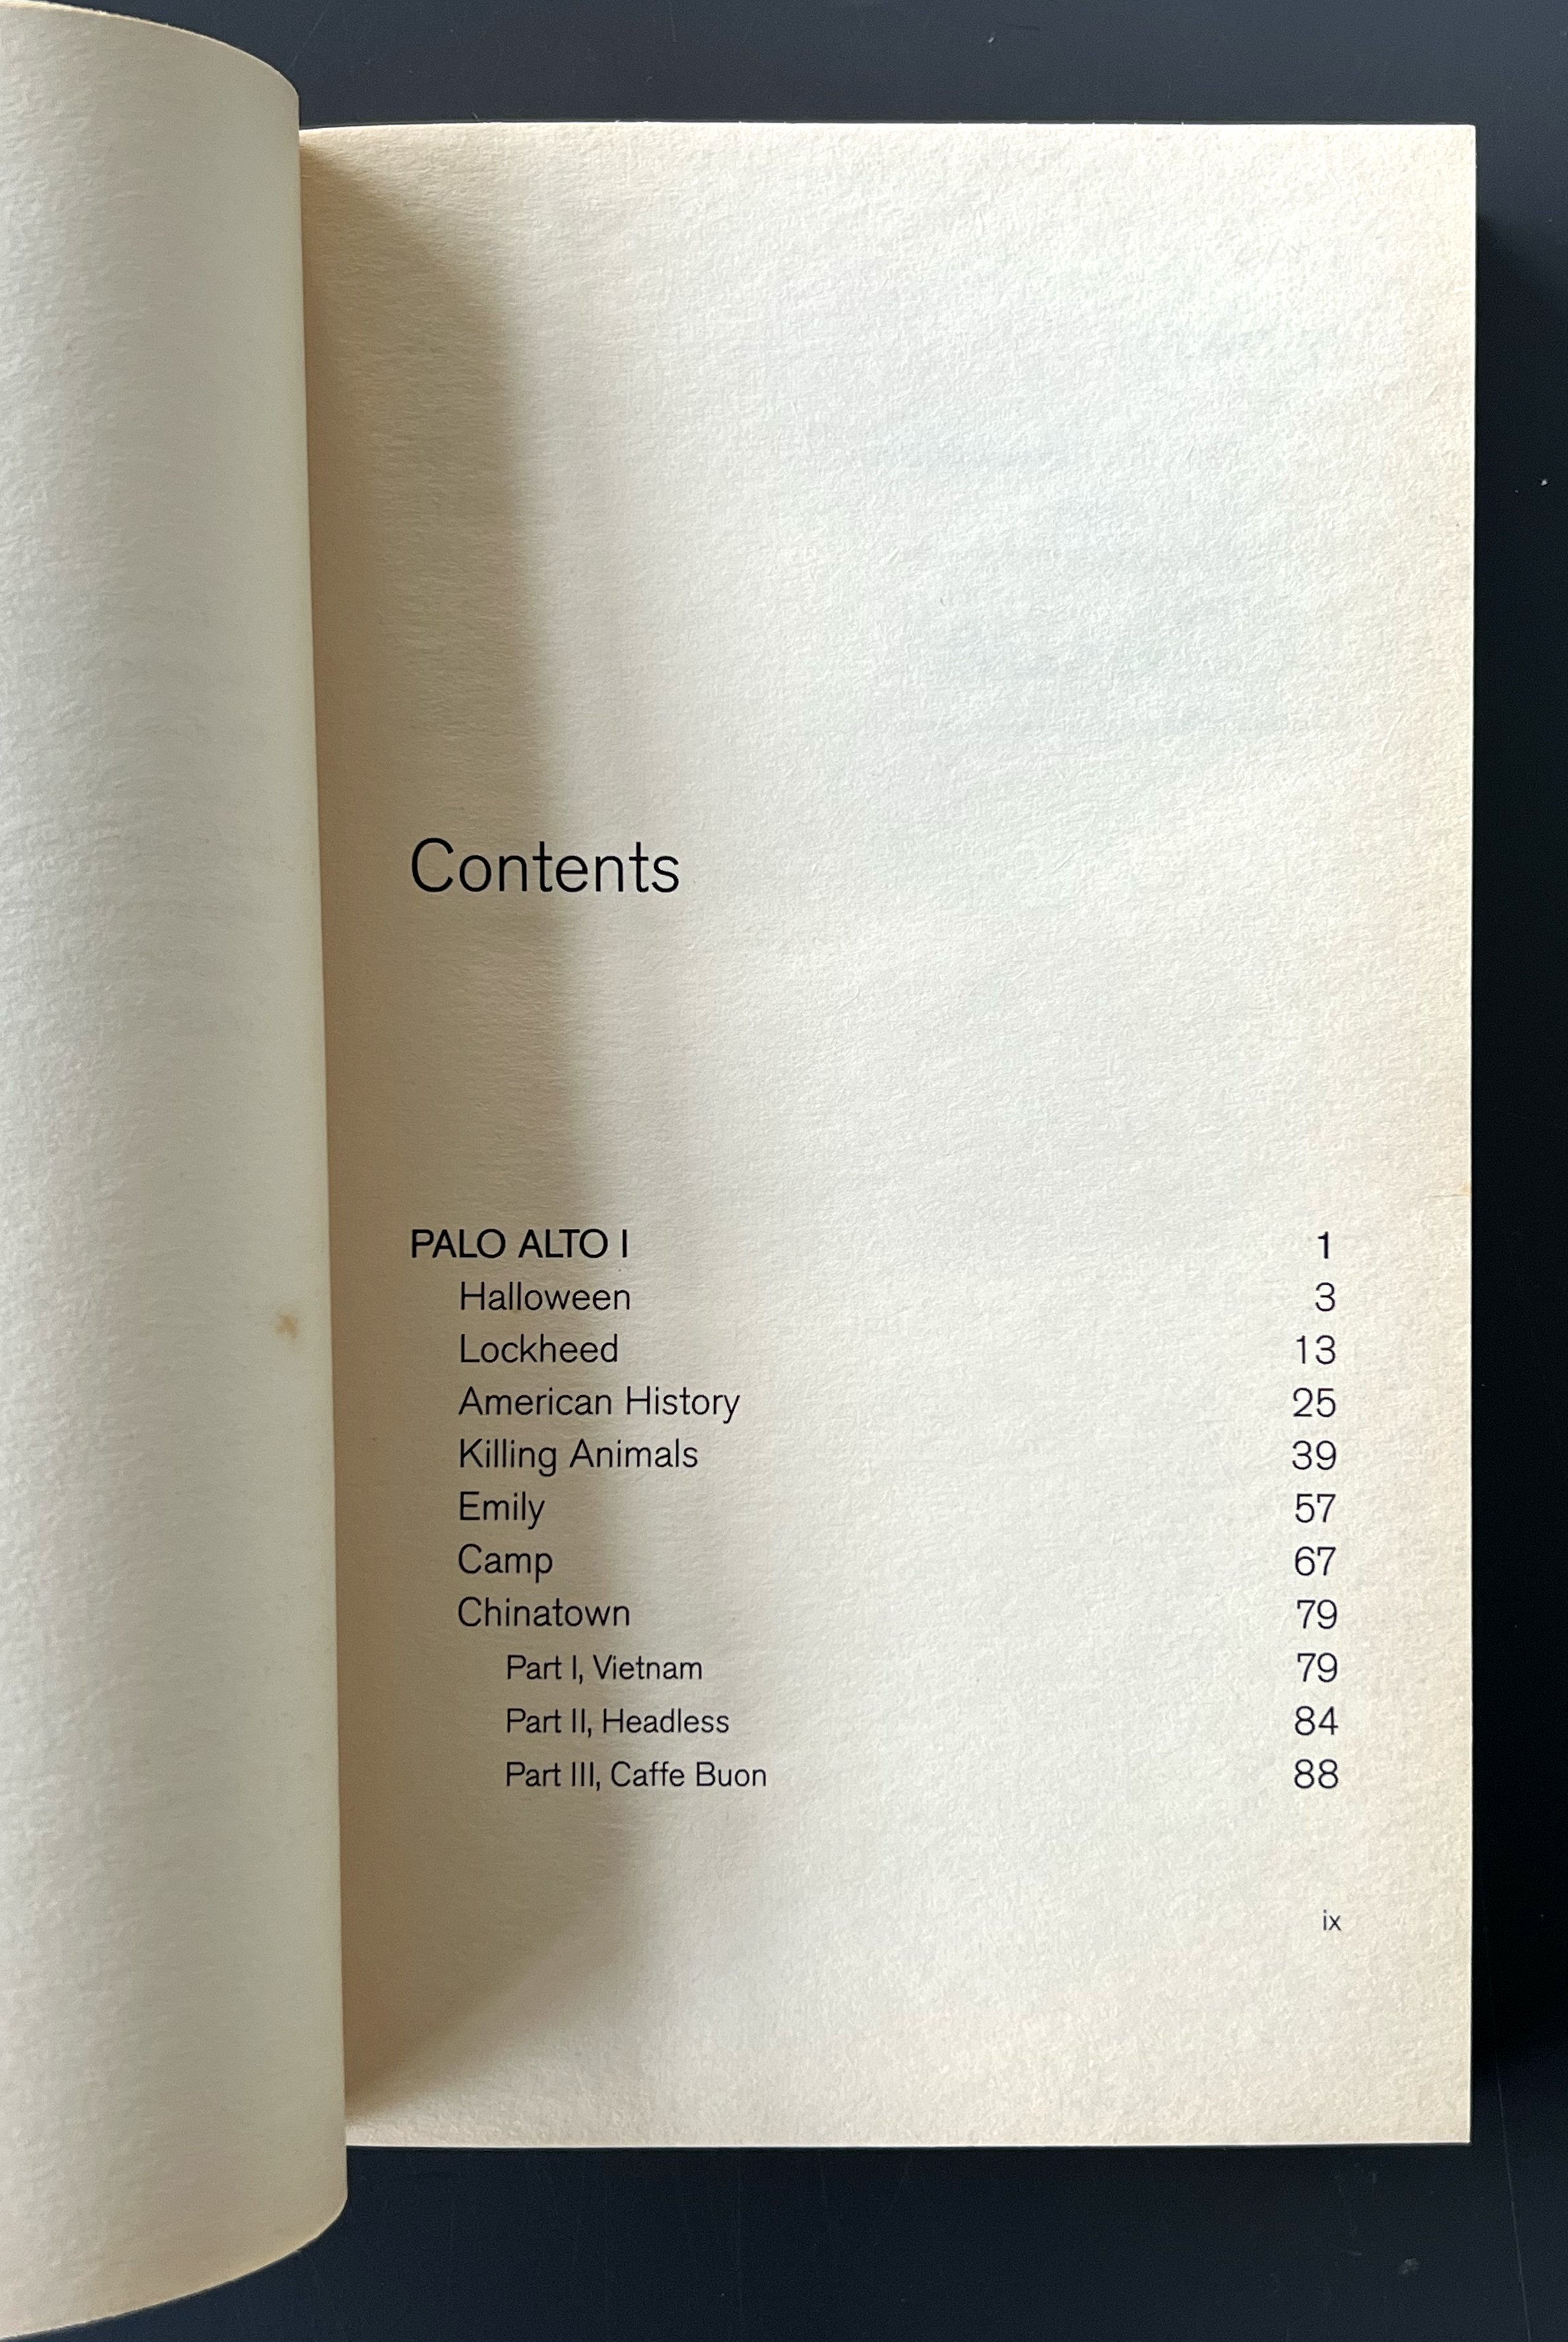 Contents
PALO ALTO I 1
Halloween 3
Lockheed 13
American History 25
Killing Animals 39
Emily 57
Camp 67
Chinatown 79
Part I, Vietnam 79
Part II, Headless 84
Part III, Caffe Buon 88
ix